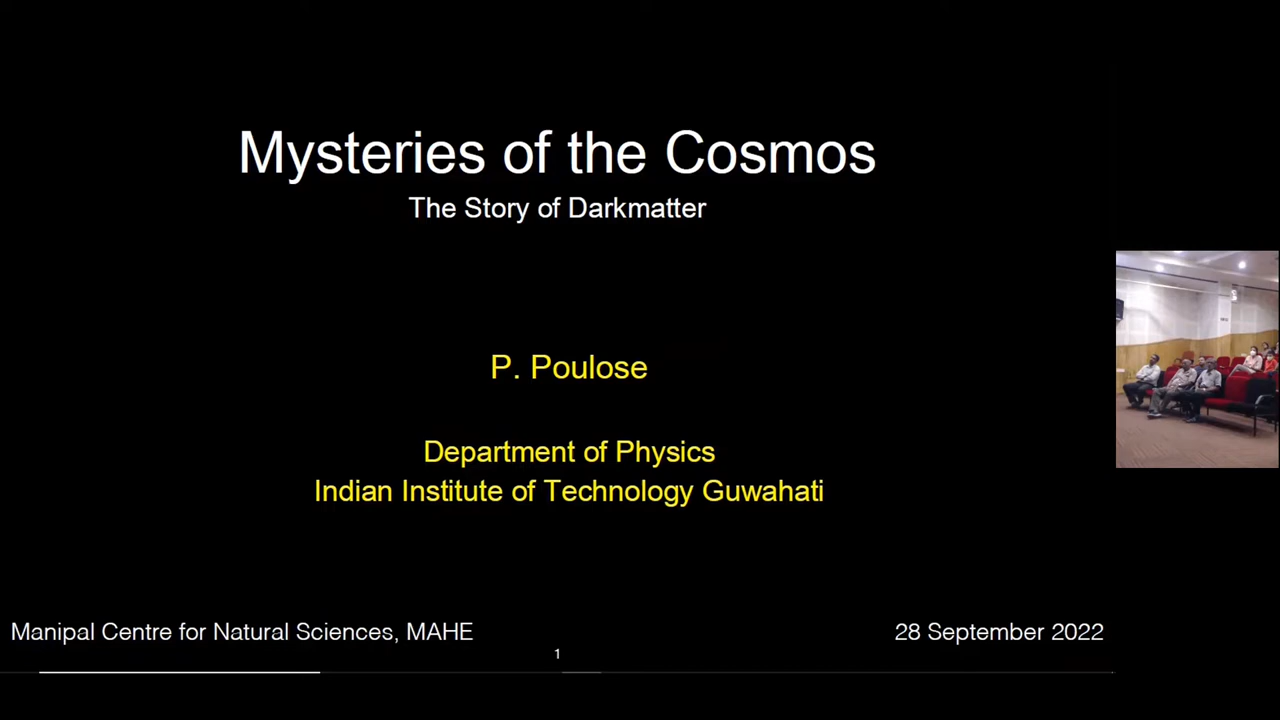 Mysteries of the Cosmos
The Story of Darkmatter
P. Poulose
Department of Physics
Indian Institute of Technology Guwahati
Manipal Centre for Natural Sciences, MAHE
28 September 2022
1